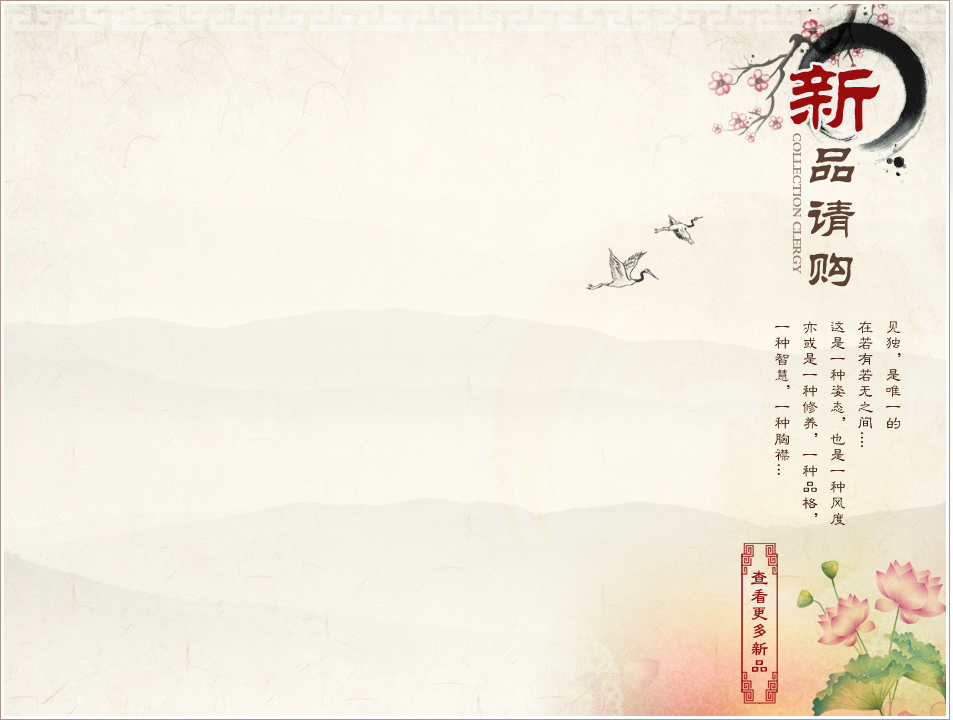 新品请购
COLLECTION CLERGY
见独，是唯一的
在若有若无之间…
这是一种姿态，也是一种风度
亦或是一种修养，一种品格，
一种智慧，一种胸襟…
查看更多新品